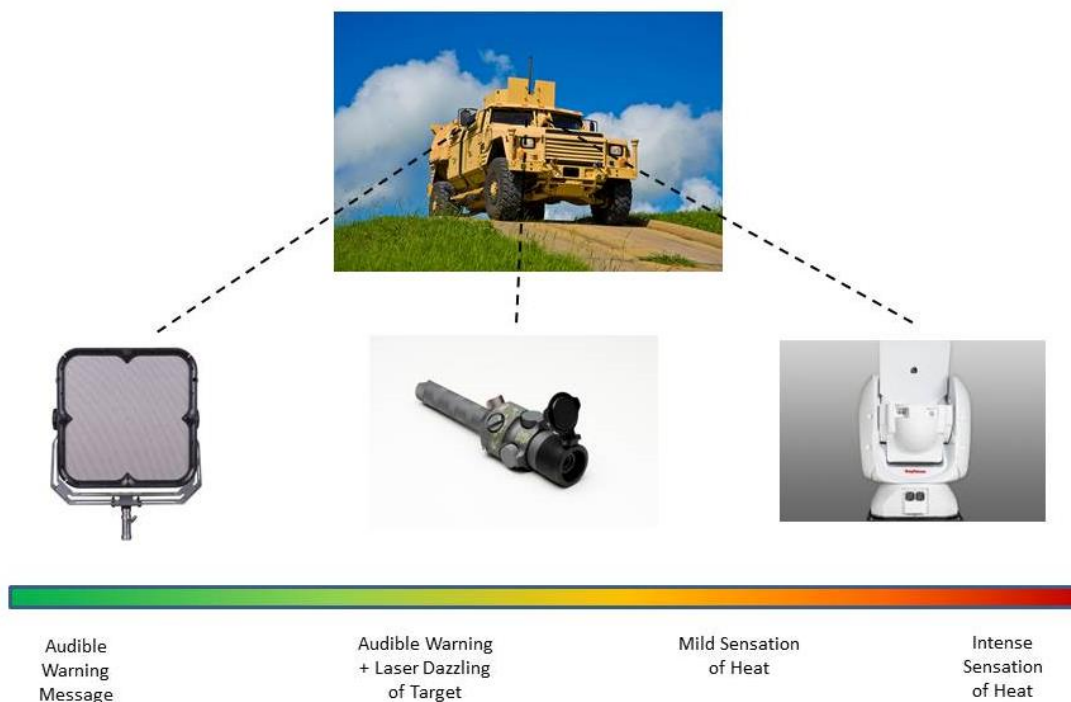 Audible
Warning
Message
Audible Warning
+ Laser Dazzling
of Target
Mild Sensation
of Heat
Intense
Sensation
of Heat